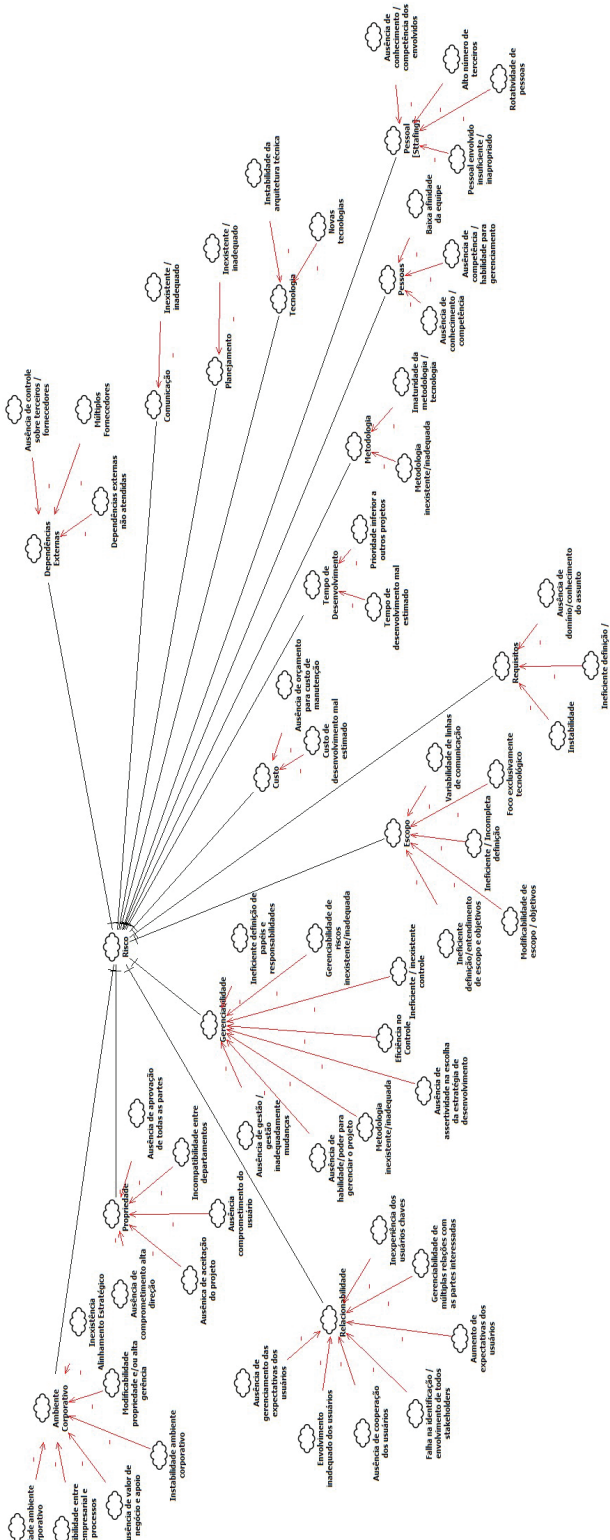 Ausência de controle
sobre terceiros /
fornecedores
Múltiplos
Fornecedores
Dependências externas
não atendidas
Dependências
Externas
Inexistente /
inadequado
Comunicação
Inexistente /
inadequado
Planejamento
Instabilidade da
arquitetura técnica
Novas
tecnologias
Tecnologia
Ausência de
conhecimento /
competência dos
envolvidos
Alto número de
terceiros
Rotatividade de
pessoas
Pessoal envolvido
insuficiente /
inapropriado
Pessoal
[Sttafing]
Baixa afinidade
da equipe
Ausência de
competência /
habilidade para
gerenciamento
Ausência de
conhecimento /
competência
Pessoas
Imaturidade da
metodologia /
tecnologia
Metodologia
inexistente/inadequada
Metodologia
Prioridade inferior a
outros projetos
Tempo de
desenvolvimento mal
estimado
Tempo de
Desenvolvimento
Ausência de orçamento
para custo de
manutenção
Custo de
desenvolvimento mal
estimado
Custo
Ausência de
domínio/conhecimento
do assunto
Ineficiente definição /
Instabilidade
Requisitos
Variabilidade de linhas
de comunicação
Foco exclusivamente
tecnológico
Ineficiente / Incompleta
definição
Modificabilidade de
escopo / objetivos
Ineficiente
definição/entendimento
de escopo e objetivos
Escopo
Risco
Ineficiente definição de
papéis e
responsabilidades
Gerenciabilidade de
riscos
inexistente/inadequada
Ineficiente / inexistente
controle
Eficiência no
Controle
Ausência de
assertividade na escolha
da estratégia de
desenvolvimento
Metodologia
inexistente/inadequada
Ausência de
habilidade/poder para
gerenciar o projeto
Ausência de gestão /
gestão
inadequadamente
mudanças
Gerenciabilidade
Ausência de aprovação
de todas as partes
Incompatibilidade entre
departamentos
Ausência
comprometimento do
usuário
Ausênica de aceitação
do projeto
Ausência de
comprometimento alta
direção
Propriedade
Inexperiência dos
usuários chaves
Gerenciabilidade de
múltiplas relações com
as partes interessadas
Aumento de
expectativas dos
usuários
Falha na identificação /
envolvimento de todos
stakeholders
Ausência de cooperação
dos usuários
Envolvimento
inadequado dos usuários
Ausência de
gerenciamento das
expectativas dos
usuários
Relacionabilidade
Inexistência
Alinhamento Estratégico
Modificabilidade
propriedade e/ou alta
gerência
Instabilidade ambiente
corporativo
usência de valor de
negócio e apoio
bilidade entre
empresarial e
processos
ade ambiente
orporativo
Ambiente
Corporativo